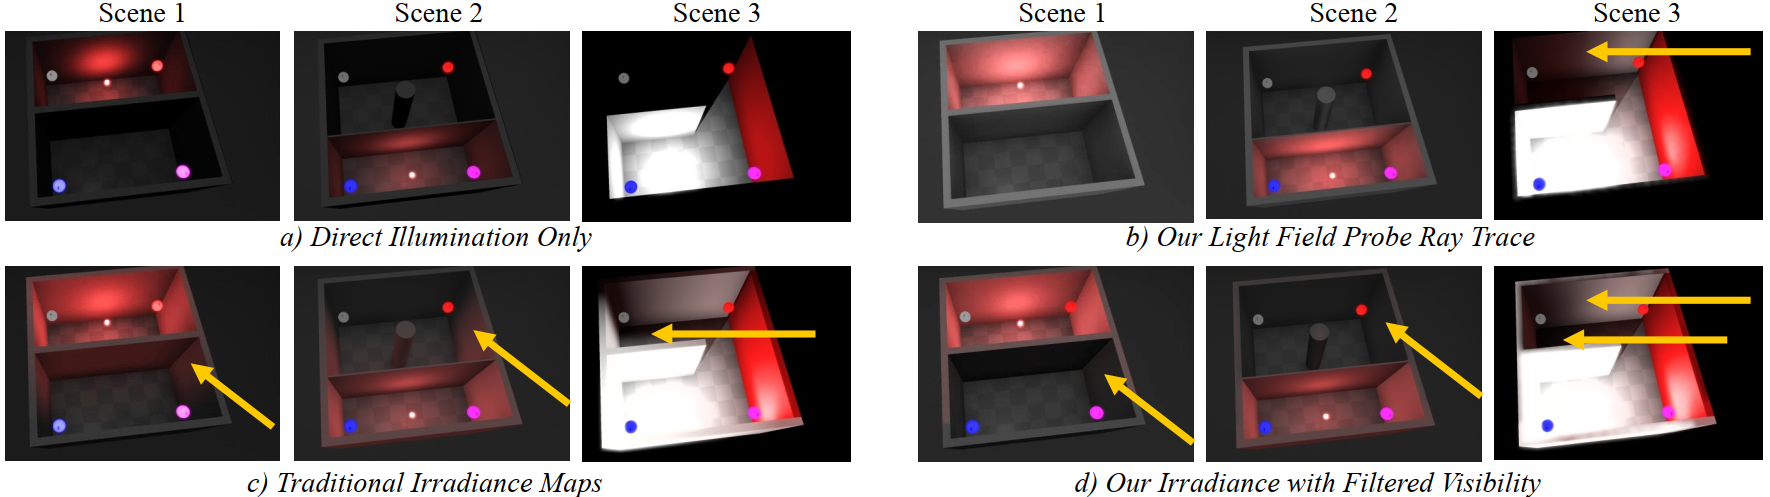 Scene 1 Scene 2 Scene 3 Scene 1 Scene 2 Scene 3
a) Direct Illumination Only b) Our Light Field Probe Ray Trace
c) Traditional Irradiance Maps d) Our Irradiance with Filtered Visibility